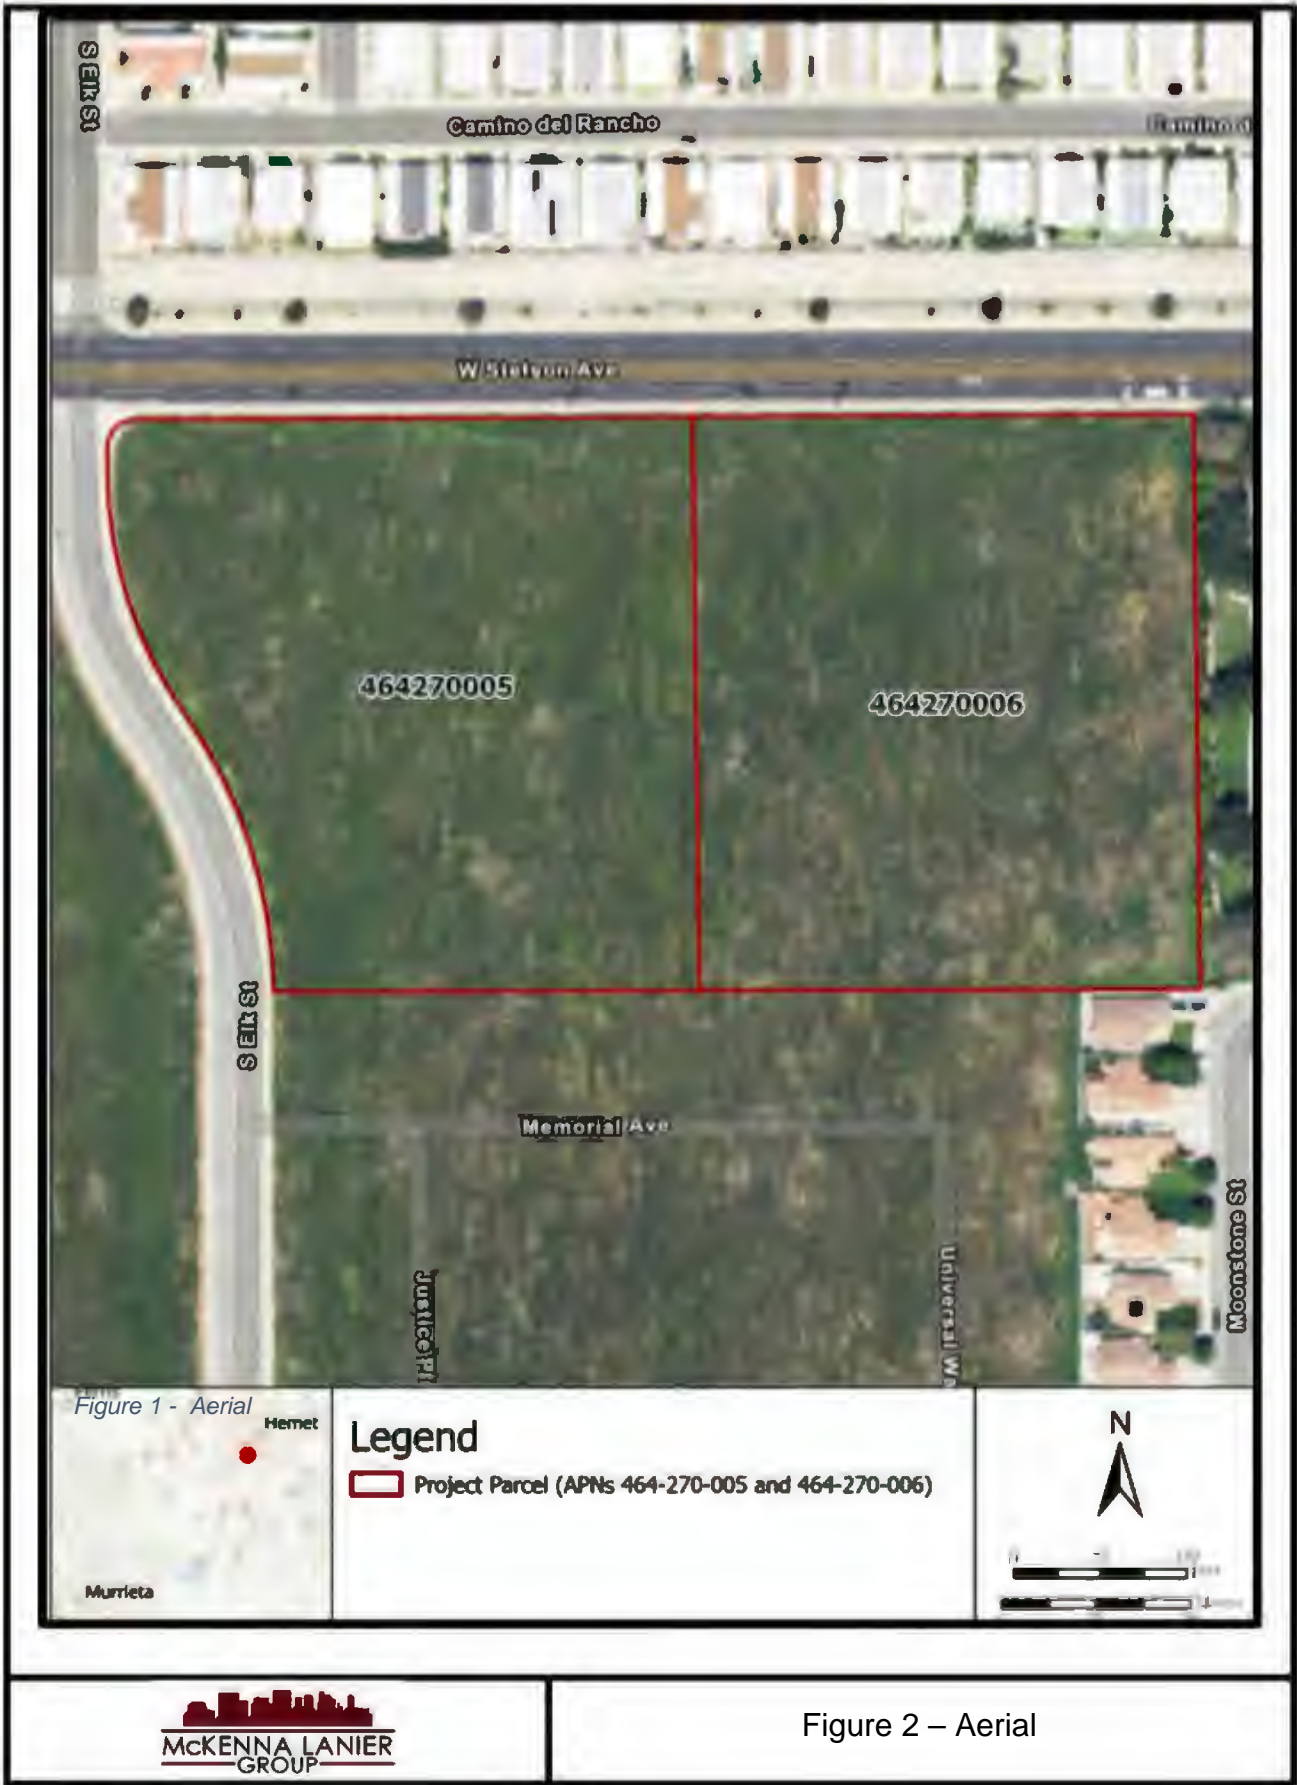 S Elk St
Camino del Rancho
Camino d
W Stetson Ave
464270005
464270006
S Elk St
Memorial Ave
Justice Pl
Universal Wa
Moonstone St
Figure 1 - Aerial
Hemet
Murrieta
Legend
Project Parcel (APNs 464-270-005 and 464-270-006)
N
McKENNA LANIER
GROUP
Figure 2 – Aerial